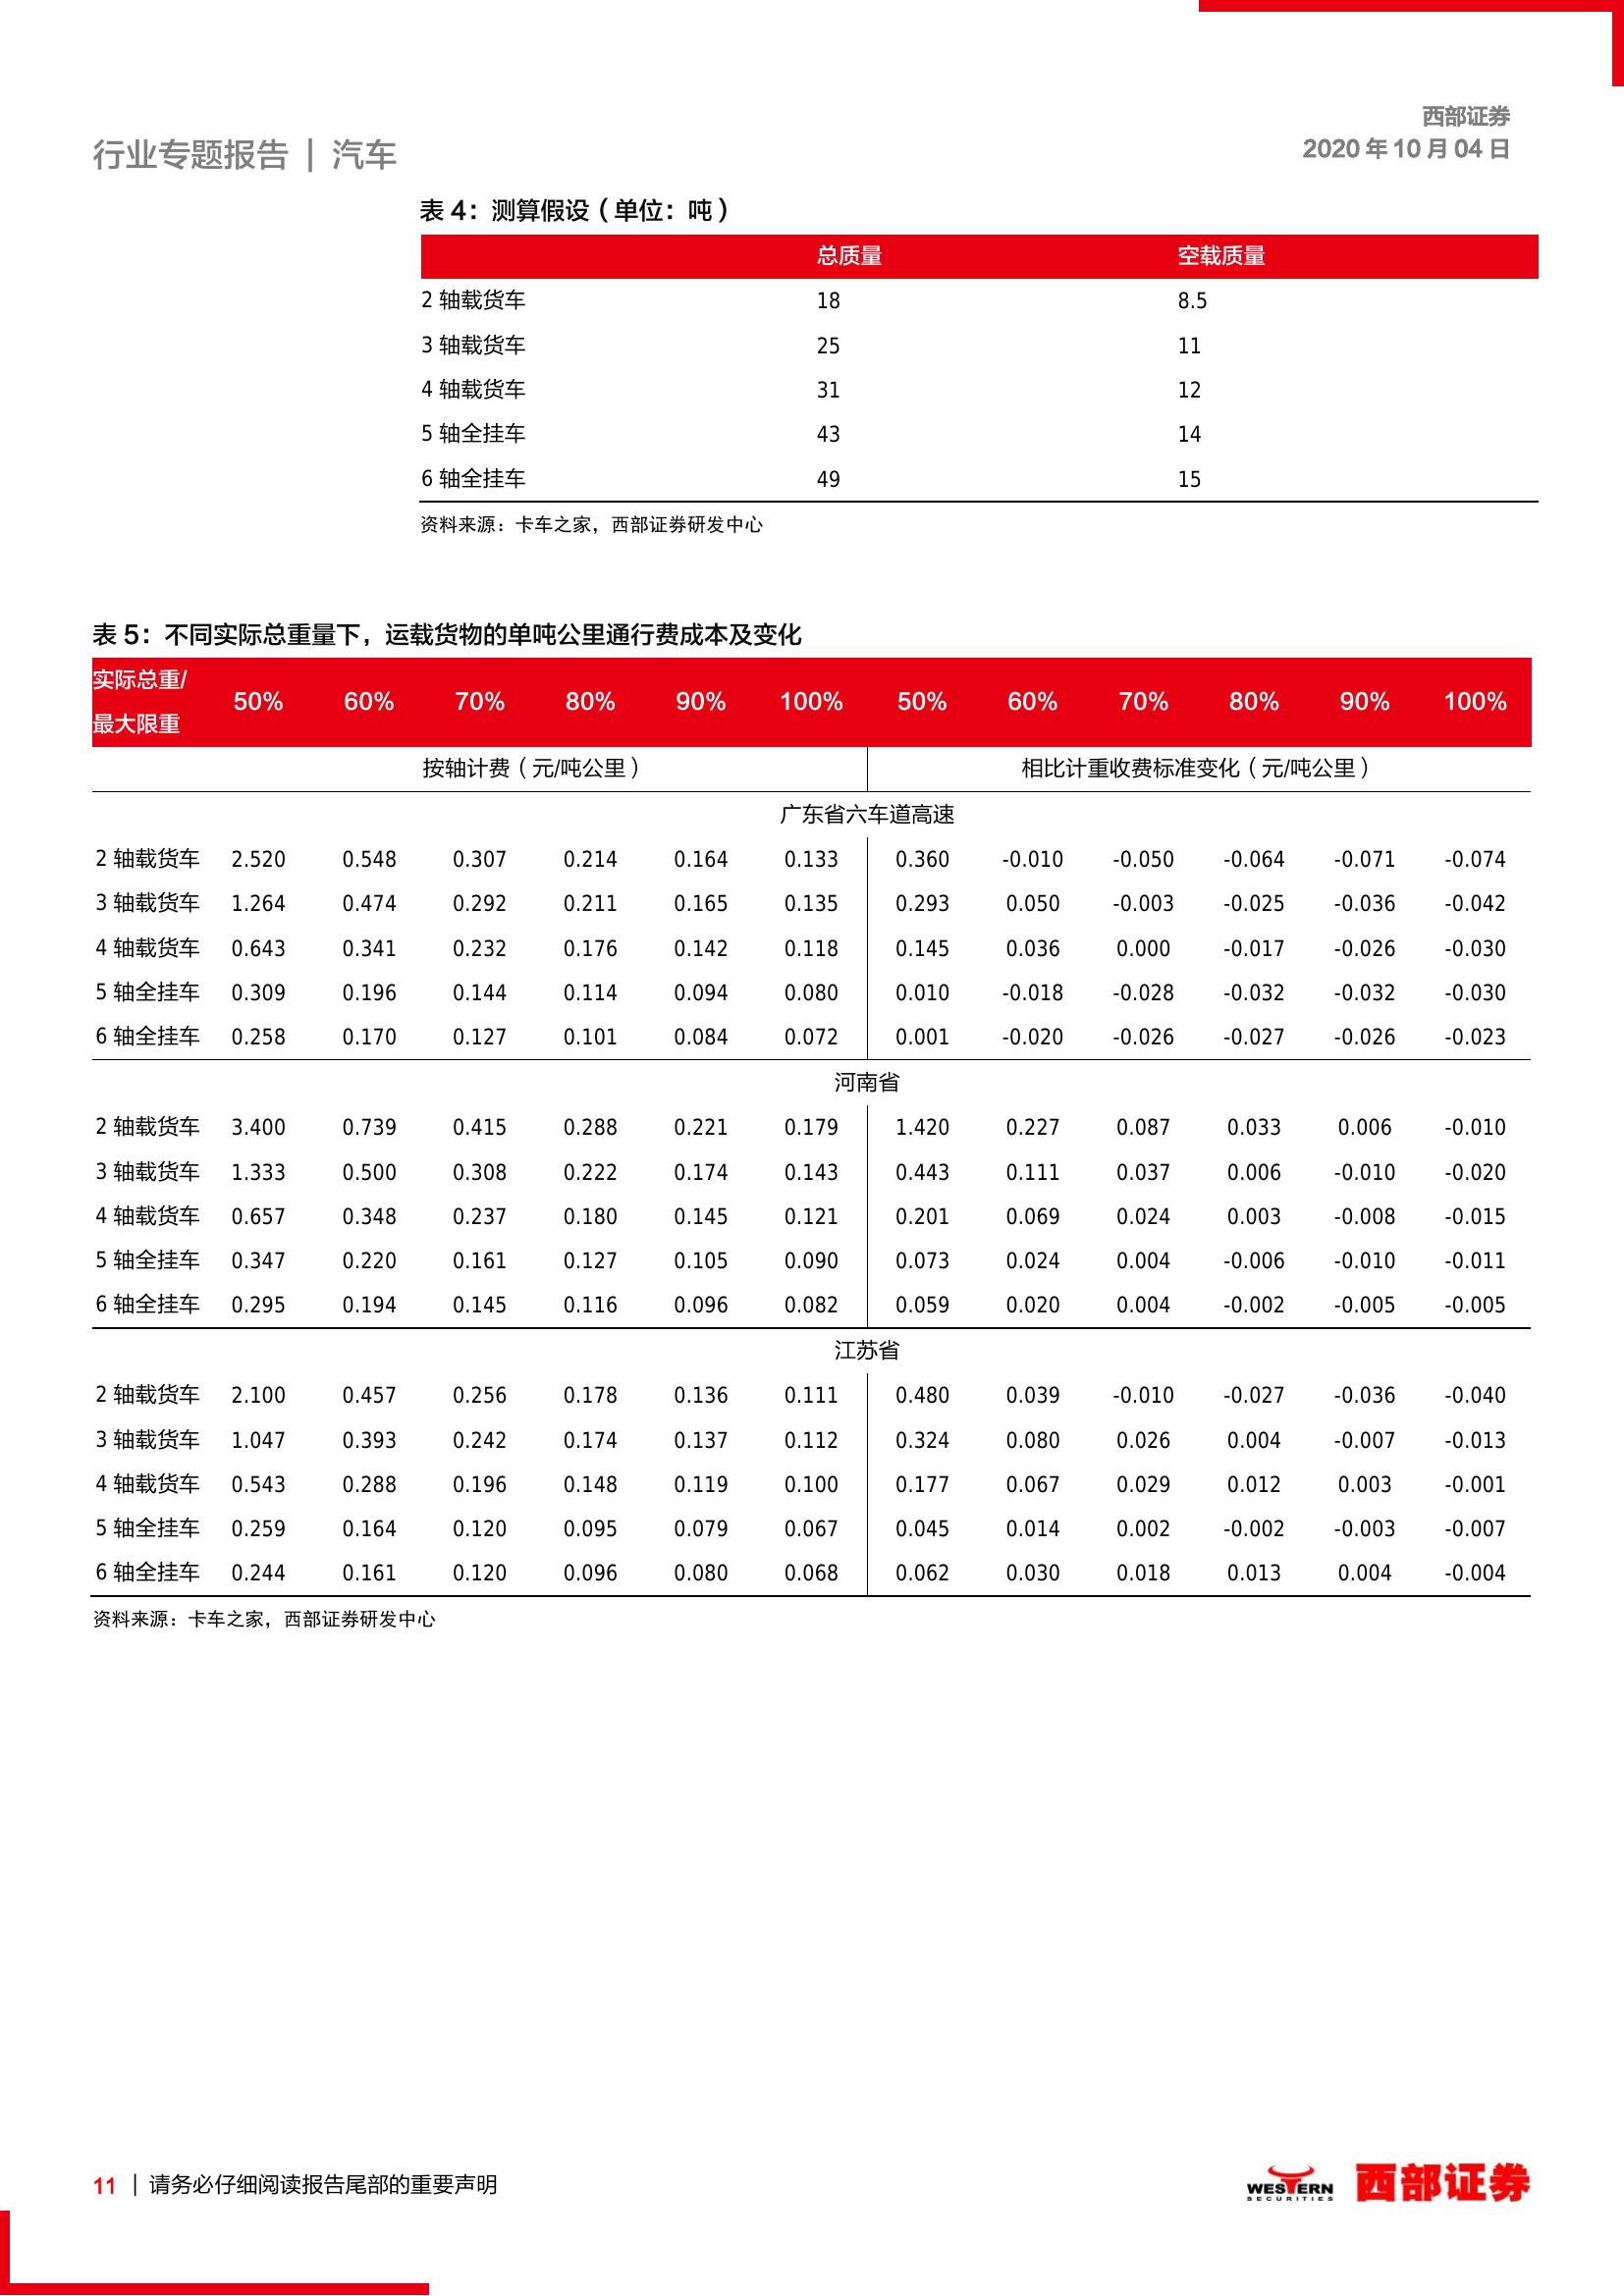 西部证券
行业专题报告 | 汽车
2020 年 10 月 04 日
表 4：测算假设（单位：吨）
总质量 空载质量
2 轴载货车 18 8.5
3 轴载货车 25 11
4 轴载货车 31 12
5 轴全挂车 43 14
6 轴全挂车 49 15
资料来源：卡车之家，西部证券研发中心
表 5：不同实际总重量下，运载货物的单吨公里通行费成本及变化
实际总重/
最大限重 50% 60% 70% 80% 90% 100% 50% 60% 70% 80% 90% 100%
按轴计费（元/吨公里） 相比计重收费标准变化（元/吨公里）
广东省六车道高速
2 轴载货车 2.520 0.548 0.307 0.214 0.164 0.133 0.360 -0.010 -0.050 -0.064 -0.071 -0.074
3 轴载货车 1.264 0.474 0.292 0.211 0.165 0.135 0.293 0.050 -0.003 -0.025 -0.036 -0.042
4 轴载货车 0.643 0.341 0.232 0.176 0.142 0.118 0.145 0.036 0.000 -0.017 -0.026 -0.030
5 轴全挂车 0.309 0.196 0.144 0.114 0.094 0.080 0.010 -0.018 -0.028 -0.032 -0.032 -0.030
6 轴全挂车 0.258 0.170 0.127 0.101 0.084 0.072 0.001 -0.020 -0.026 -0.027 -0.026 -0.023
河南省
2 轴载货车 3.400 0.739 0.415 0.288 0.221 0.179 1.420 0.227 0.087 0.033 0.006 -0.010
3 轴载货车 1.333 0.500 0.308 0.222 0.174 0.143 0.443 0.111 0.037 0.006 -0.010 -0.020
4 轴载货车 0.657 0.348 0.237 0.180 0.145 0.121 0.201 0.069 0.024 0.003 -0.008 -0.015
5 轴全挂车 0.347 0.220 0.161 0.127 0.105 0.090 0.073 0.024 0.004 -0.006 -0.010 -0.011
6 轴全挂车 0.295 0.194 0.145 0.116 0.096 0.082 0.059 0.020 0.004 -0.002 -0.005 -0.005
江苏省
2 轴载货车 2.100 0.457 0.256 0.178 0.136 0.111 0.480 0.039 -0.010 -0.027 -0.036 -0.040
3 轴载货车 1.047 0.393 0.242 0.174 0.137 0.112 0.324 0.080 0.026 0.004 -0.007 -0.013
4 轴载货车 0.543 0.288 0.196 0.148 0.119 0.100 0.177 0.067 0.029 0.012 0.003 -0.001
5 轴全挂车 0.259 0.164 0.120 0.095 0.079 0.067 0.045 0.014 0.002 -0.002 -0.003 -0.007
6 轴全挂车 0.244 0.161 0.120 0.096 0.080 0.068 0.062 0.030 0.018 0.013 0.004 -0.004
资料来源：卡车之家，西部证券研发中心
11 | 请务必仔细阅读报告尾部的重要声明
WESTERN
SECURITIES
西部证券